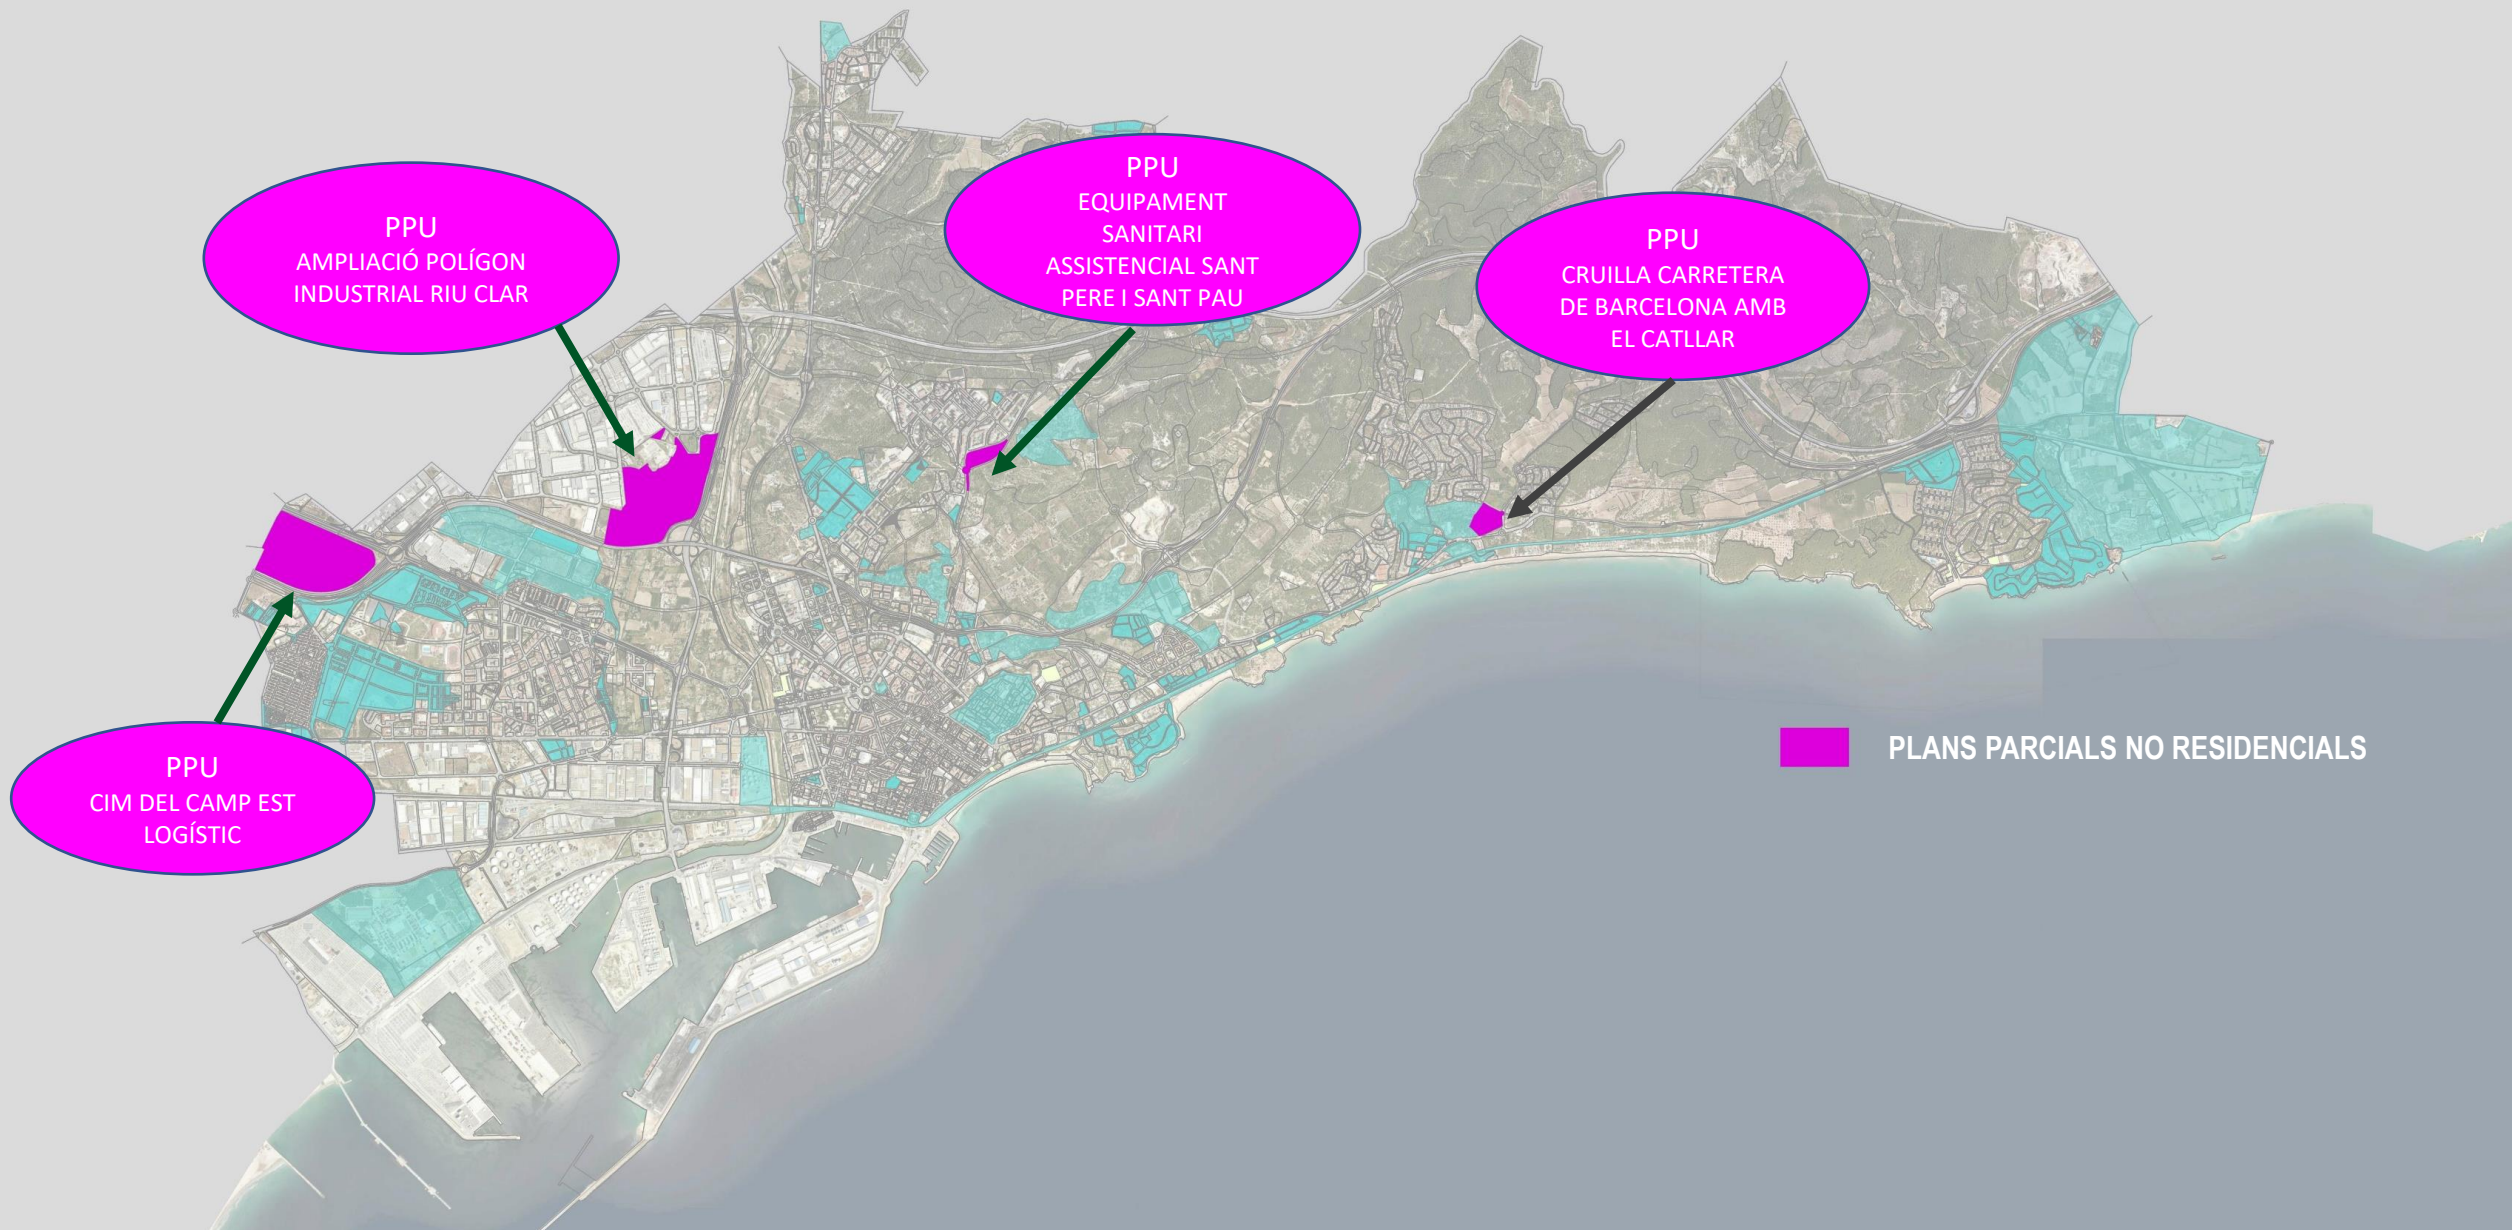 PPU
AMPLIACIÓ POLÍGON
INDUSTRIAL RIU CLAR
PPU
EQUIPAMENT
SANITARI
ASSISTENCIAL SANT
PERE I SANT PAU
PPU
CRUILLA CARRETERA
DE BARCELONA AMB
EL CATLLAR
PPU
CIM DEL CAMP EST
LOGÍSTIC
PLANS PARCIALS NO RESIDENCIALS